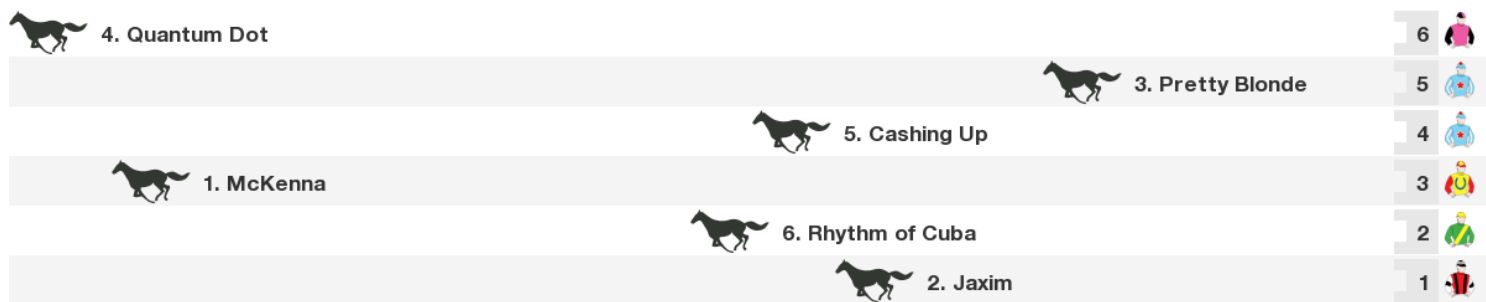 4. Quantum Dot 6
3. Pretty Blonde 5
5. Cashing Up 4
1. McKenna 3
6. Rhythm of Cuba 2
2. Jaxim 1